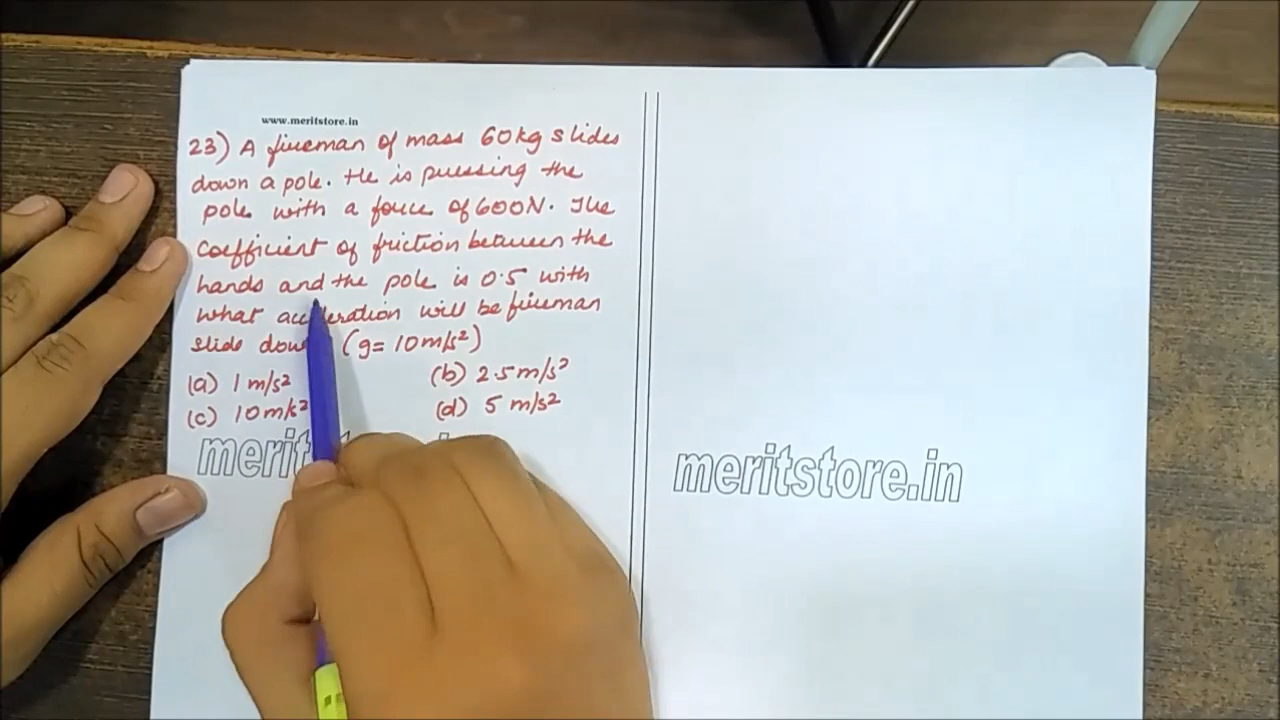 www.meritstore.in
23) A fireman of mass 60kg slides
down a pole. He is pressing the
pole with a force of 600N. The
coefficient of friction between the
hands and the pole is 0.5 with
what acceleration will be fireman
slide down (g= 10m/s²)
(a) 1 m/s² (b) 2.5m/s²
(c) 10m/s² (d) 5 m/s²
meritstore.in